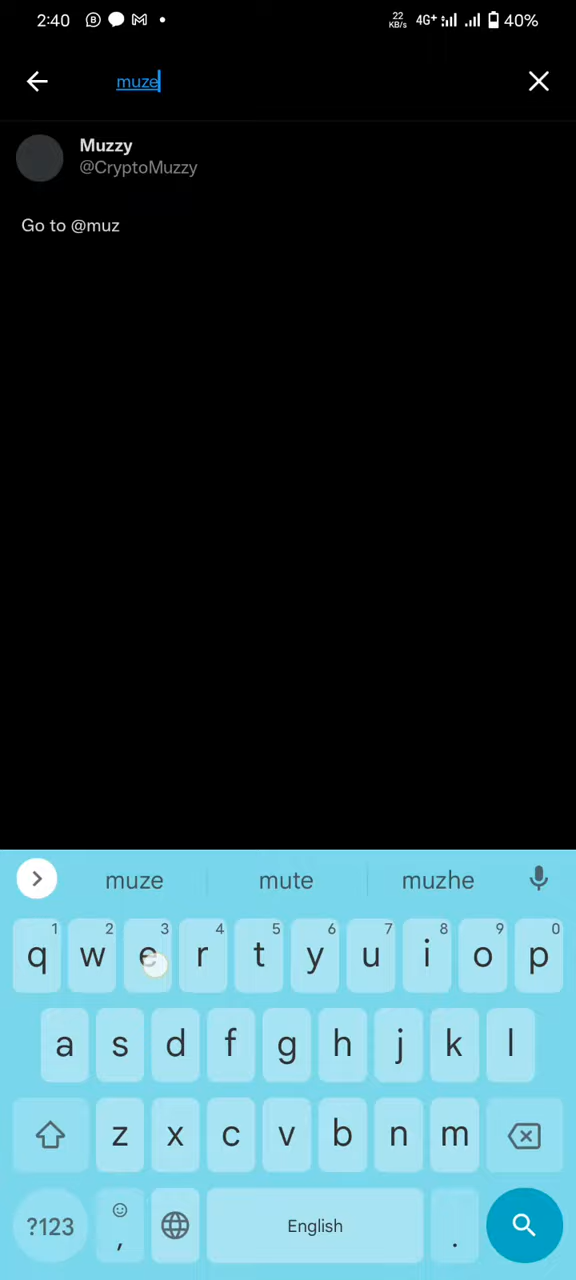 2:40 22 KB/s 4G+ 40%
muze
Muzzy
@CryptoMuzzy
Go to @muz
muze mute muzhe
1 2 3 4 5 6 7 8 9 0
q w e r t y u i o p
a s d f g h j k l
z x c v b n m
?123 , English .